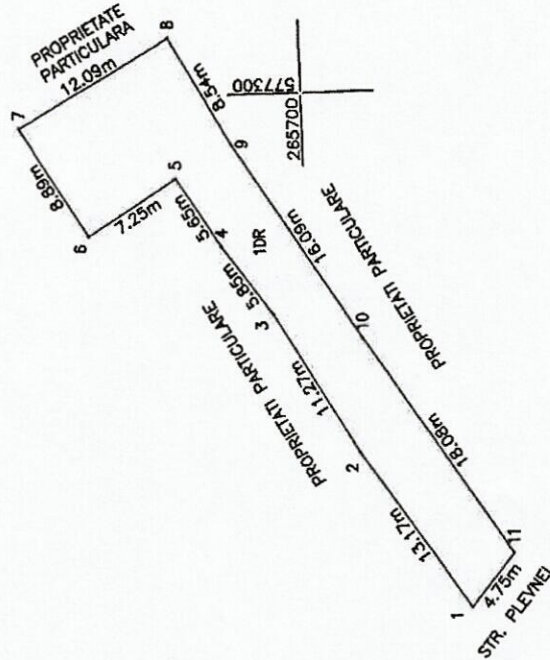 8
PROPRIETATE
PARTICULARA
12.09m
7
8.54m
577300
265700
8.89m
9
5
6
7.25m
5.65m
4
1DR
16.09m
PROPRIETATI PARTICULARE
5.85m
3
PROPRIETATI PARTICULARE
10
11.27m
2
18.08m
13.17m
11
1
4.75m
STR. PLEVNEI